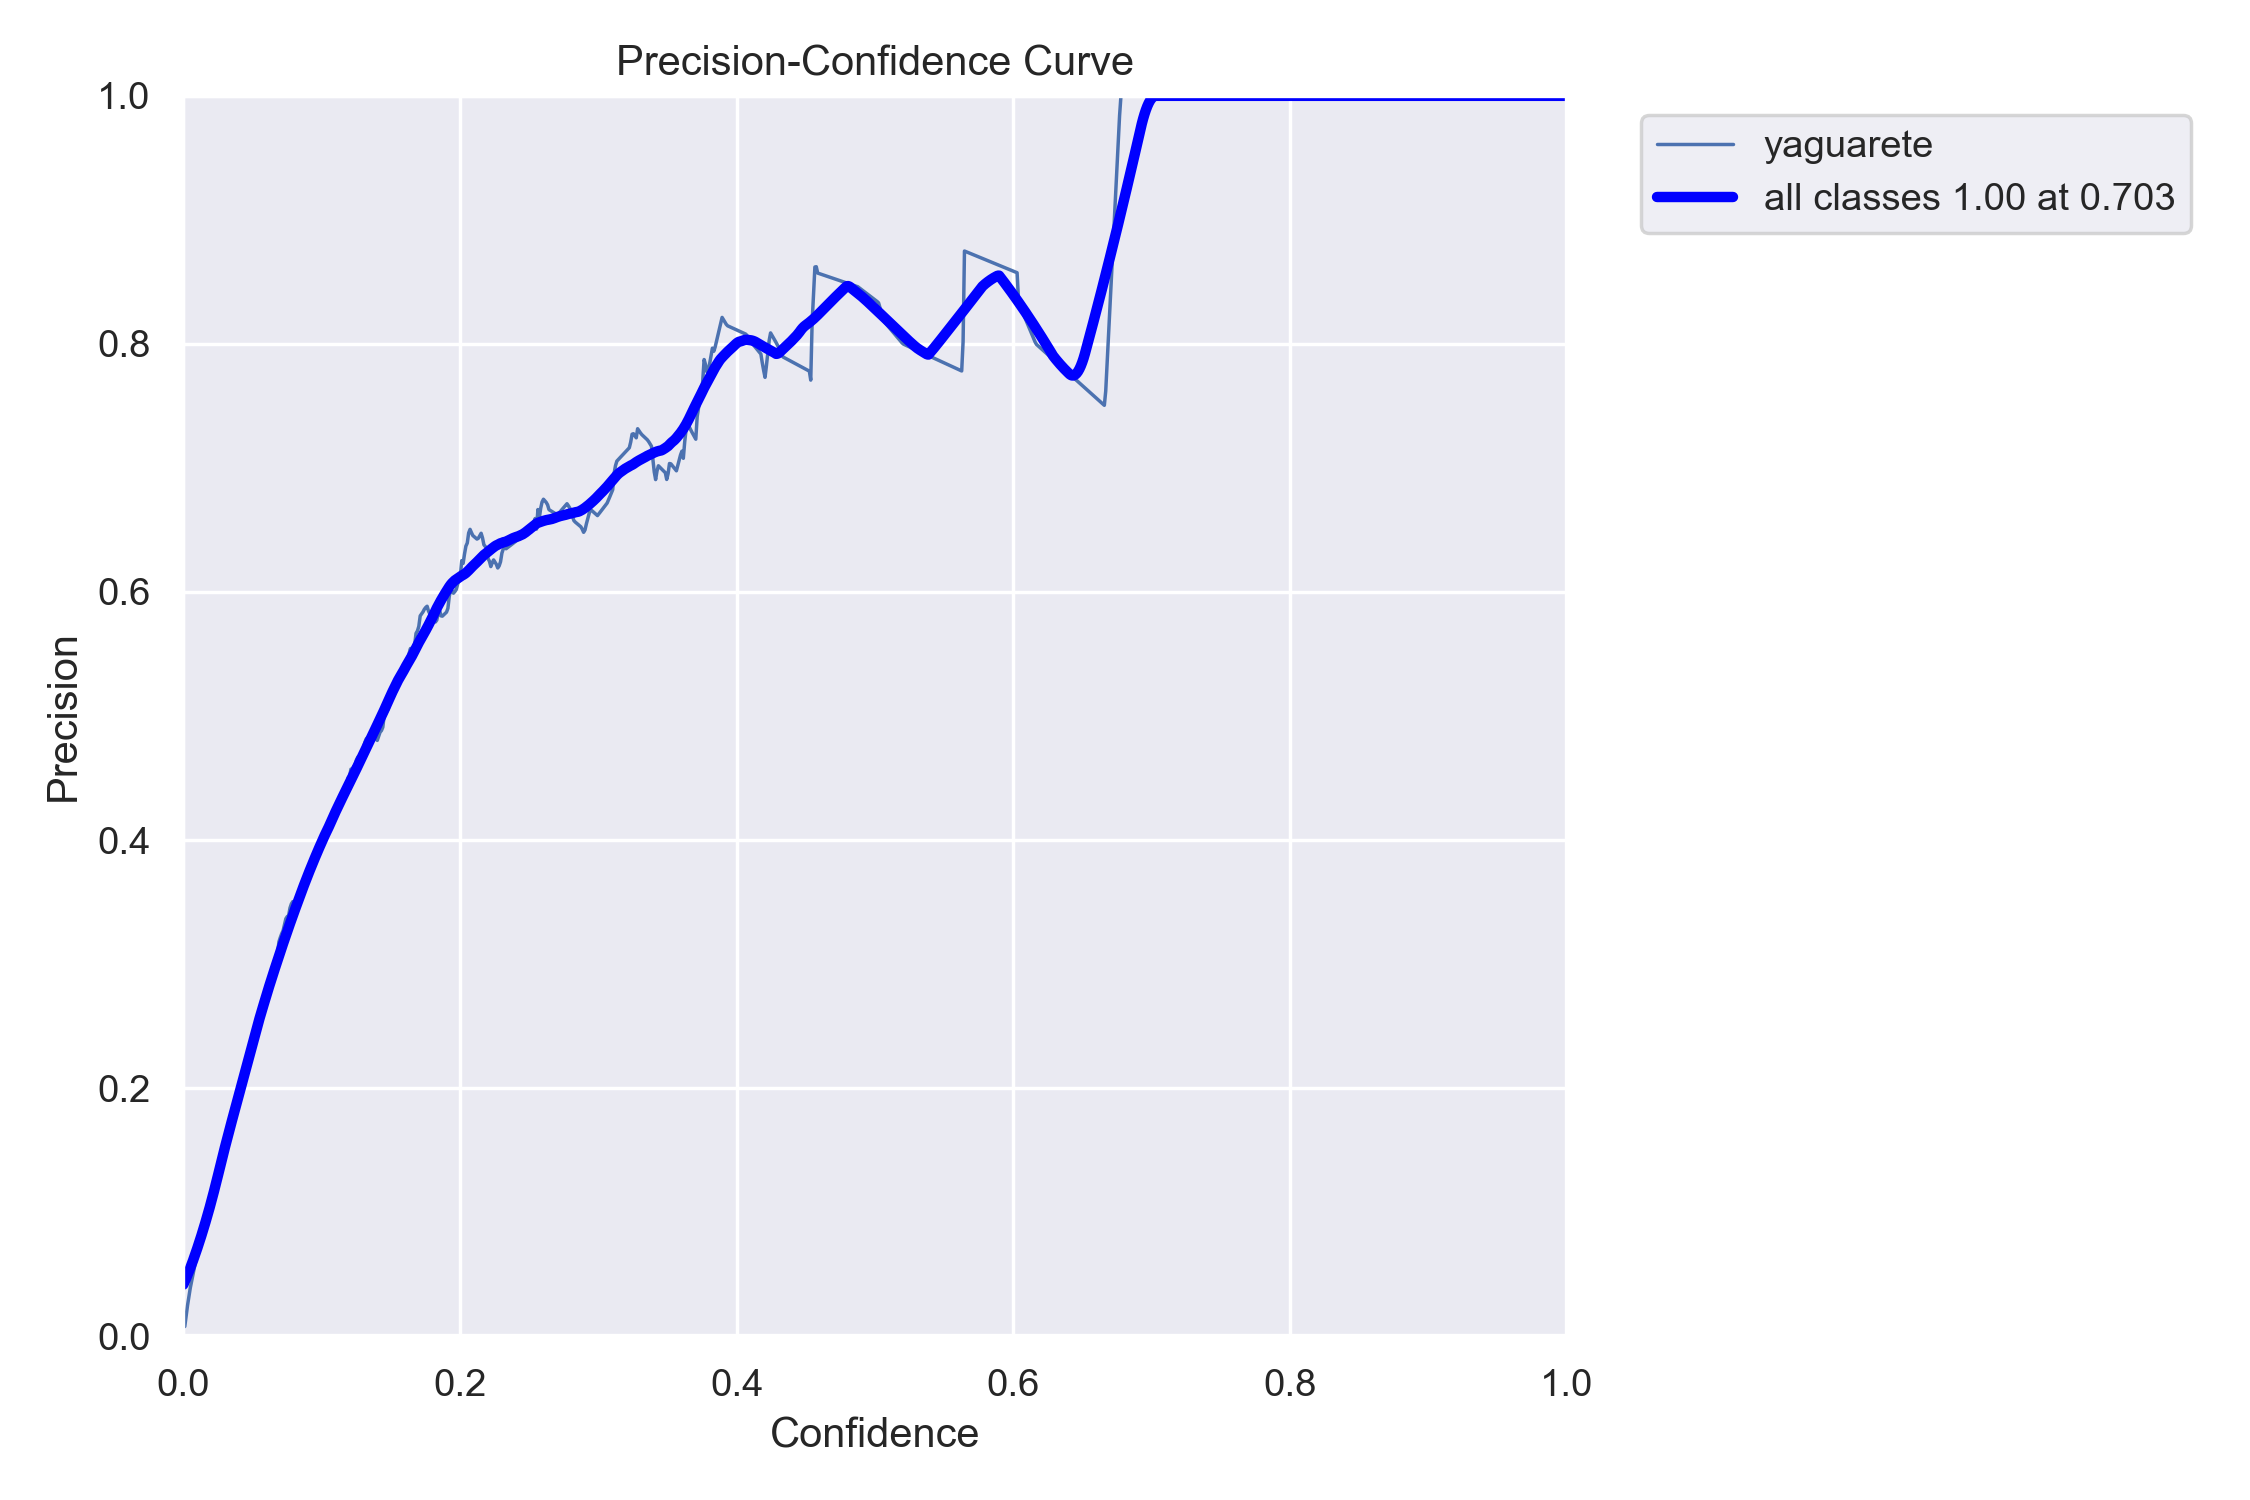 Precision-Confidence Curve
1.0
0.8
0.6
0.4
0.2
0.0
Precision
0.0 0.2 0.4 0.6 0.8 1.0
Confidence
yaguarete
all classes 1.00 at 0.703